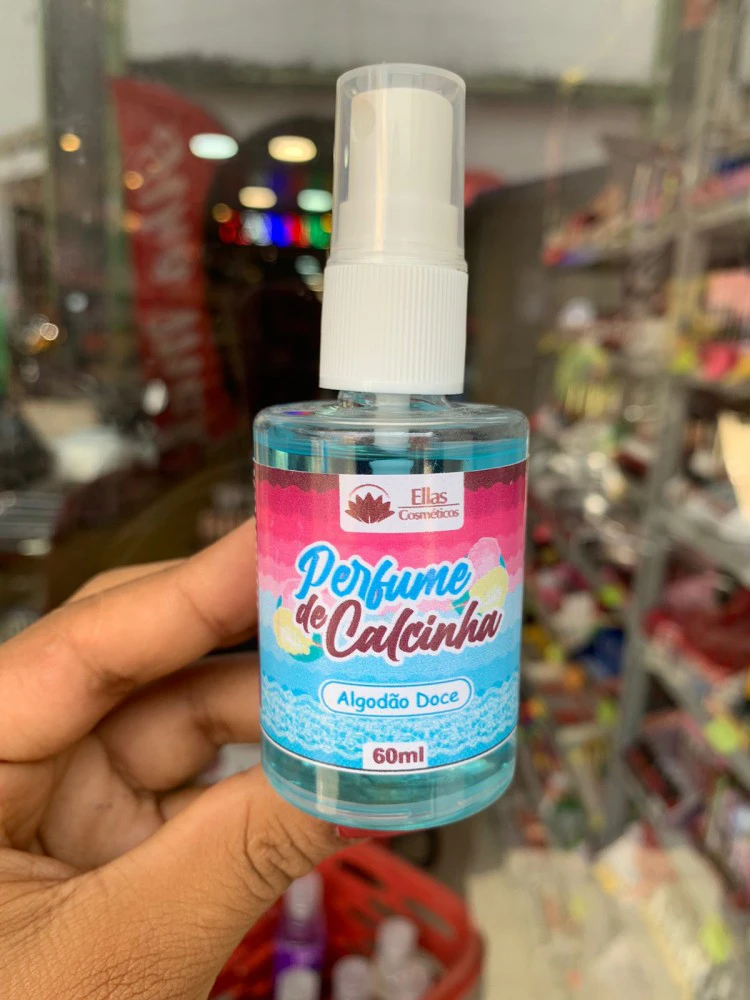 Ellas
Cosméticos
Perfume
de Calcinha
Algodão Doce
60ml